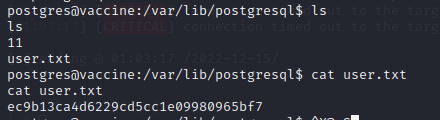 postgres@vaccine:/var/lib/postgresql$ ls
ls
11
user.txt
postgres@vaccine:/var/lib/postgresql$ cat user.txt
cat user.txt
ec9b13ca4d6229cd5cc1e09980965bf7